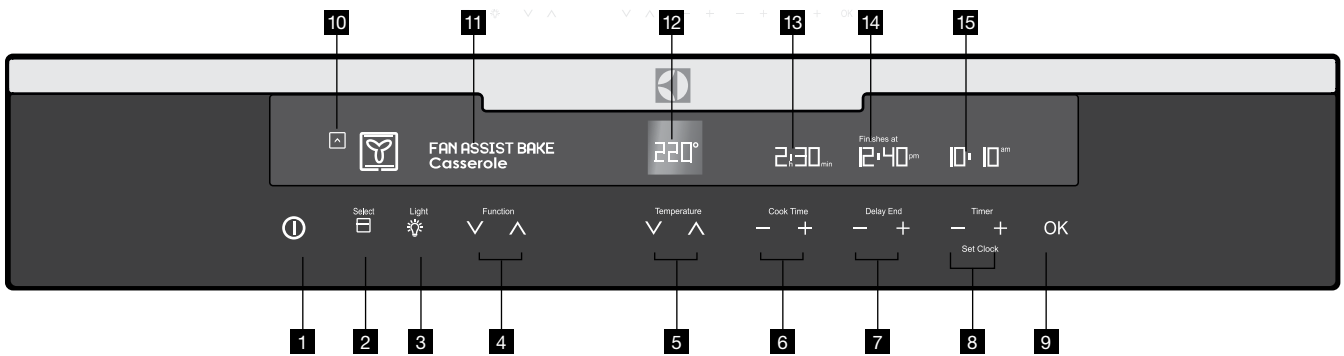 10 11 12 13 14 15
FAN ASSIST BAKE
Casserole
220°
2h30min
Finishes at
12:40pm
10:10am
Select Light Function Temperature Cook Time Delay End Timer
− + − + − + OK
Set Clock
1 2 3 4 5 6 7 8 9